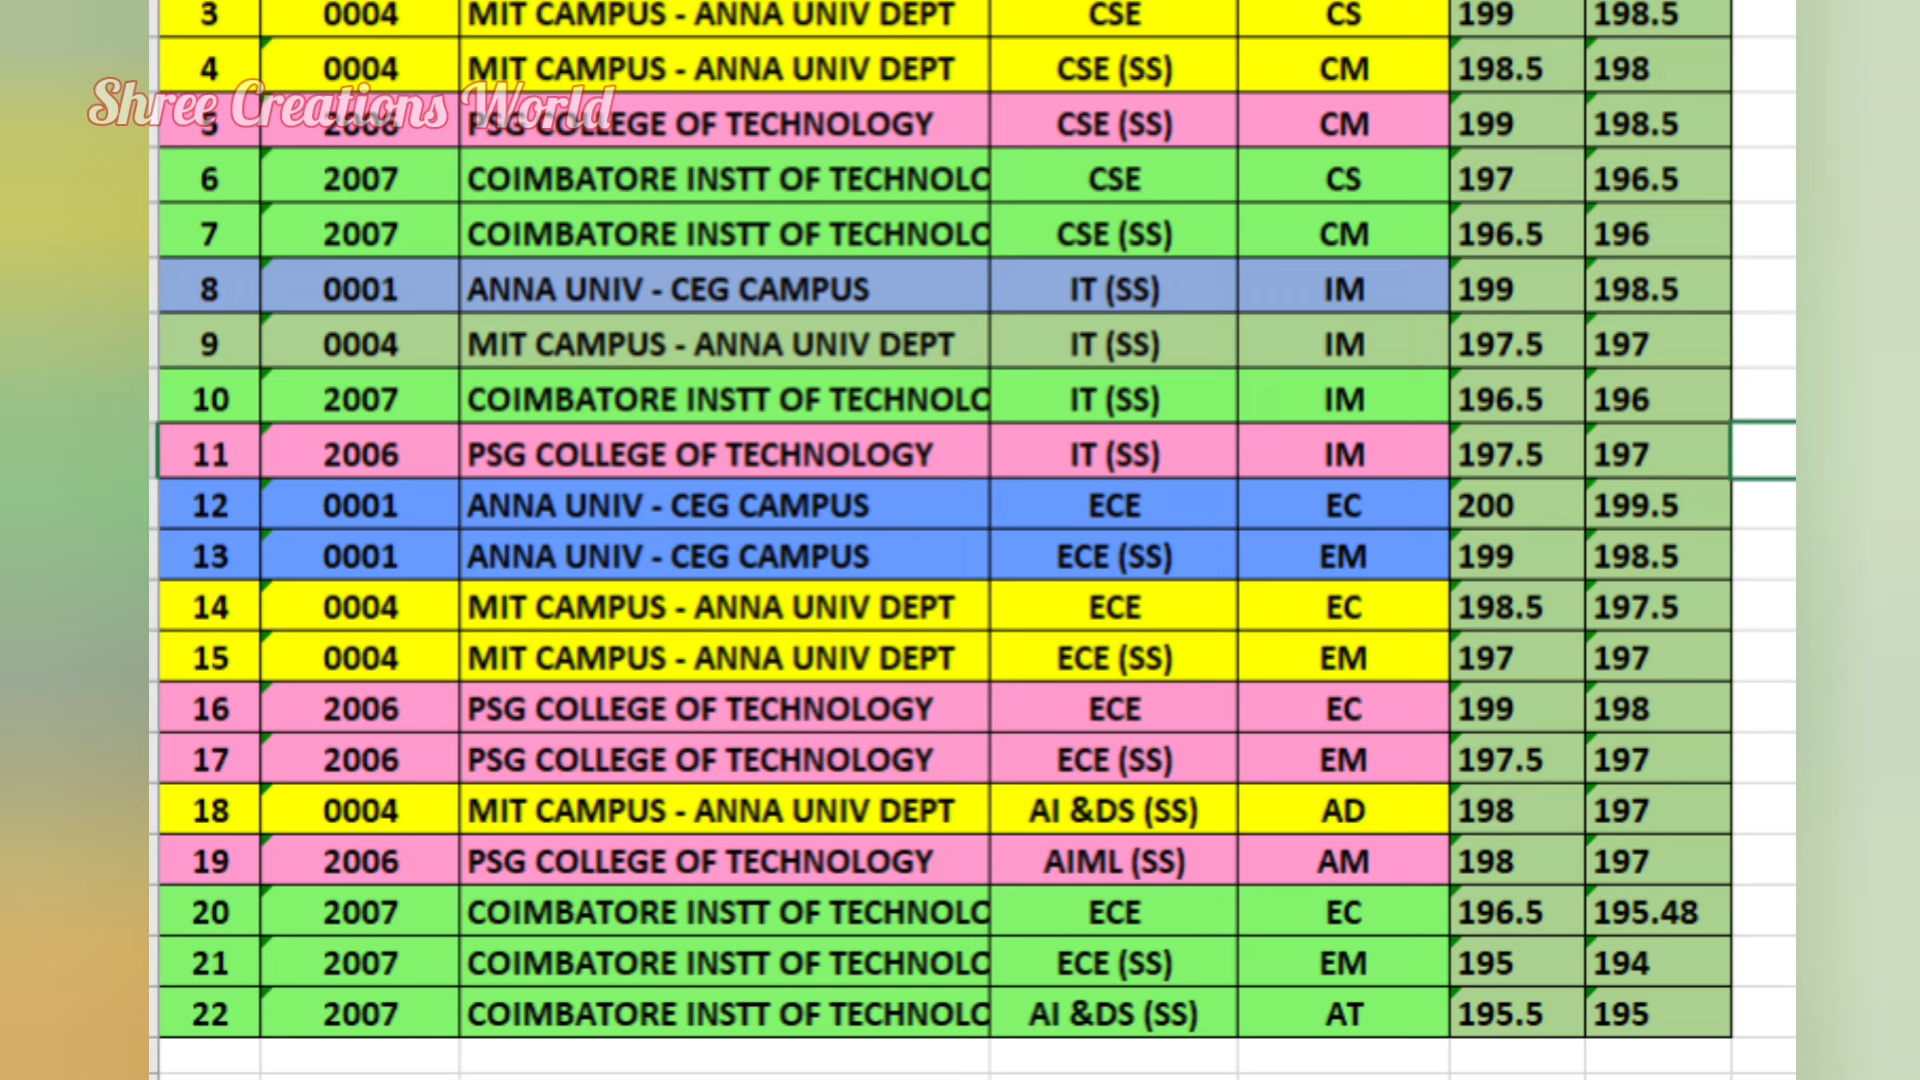 3 0004 MIT CAMPUS - ANNA UNIV DEPT CSE CS 199 198.5
4 0004 MIT CAMPUS - ANNA UNIV DEPT CSE (SS) CM 198.5 198
Shree Creations World
5 2006 PSG COLLEGE OF TECHNOLOGY CSE (SS) CM 199 198.5
6 2007 COIMBATORE INSTT OF TECHNOLO CSE CS 197 196.5
7 2007 COIMBATORE INSTT OF TECHNOLO CSE (SS) CM 196.5 196
8 0001 ANNA UNIV - CEG CAMPUS IT (SS) IM 199 198.5
9 0004 MIT CAMPUS - ANNA UNIV DEPT IT (SS) IM 197.5 197
10 2007 COIMBATORE INSTT OF TECHNOLO IT (SS) IM 196.5 196
11 2006 PSG COLLEGE OF TECHNOLOGY IT (SS) IM 197.5 197
12 0001 ANNA UNIV - CEG CAMPUS ECE EC 200 199.5
13 0001 ANNA UNIV - CEG CAMPUS ECE (SS) EM 199 198.5
14 0004 MIT CAMPUS - ANNA UNIV DEPT ECE EC 198.5 197.5
15 0004 MIT CAMPUS - ANNA UNIV DEPT ECE (SS) EM 197 197
16 2006 PSG COLLEGE OF TECHNOLOGY ECE EC 199 198
17 2006 PSG COLLEGE OF TECHNOLOGY ECE (SS) EM 197.5 197
18 0004 MIT CAMPUS - ANNA UNIV DEPT AI &DS (SS) AD 198 197
19 2006 PSG COLLEGE OF TECHNOLOGY AIML (SS) AM 198 197
20 2007 COIMBATORE INSTT OF TECHNOLO ECE EC 196.5 195.48
21 2007 COIMBATORE INSTT OF TECHNOLO ECE (SS) EM 195 194
22 2007 COIMBATORE INSTT OF TECHNOLO AI &DS (SS) AT 195.5 195